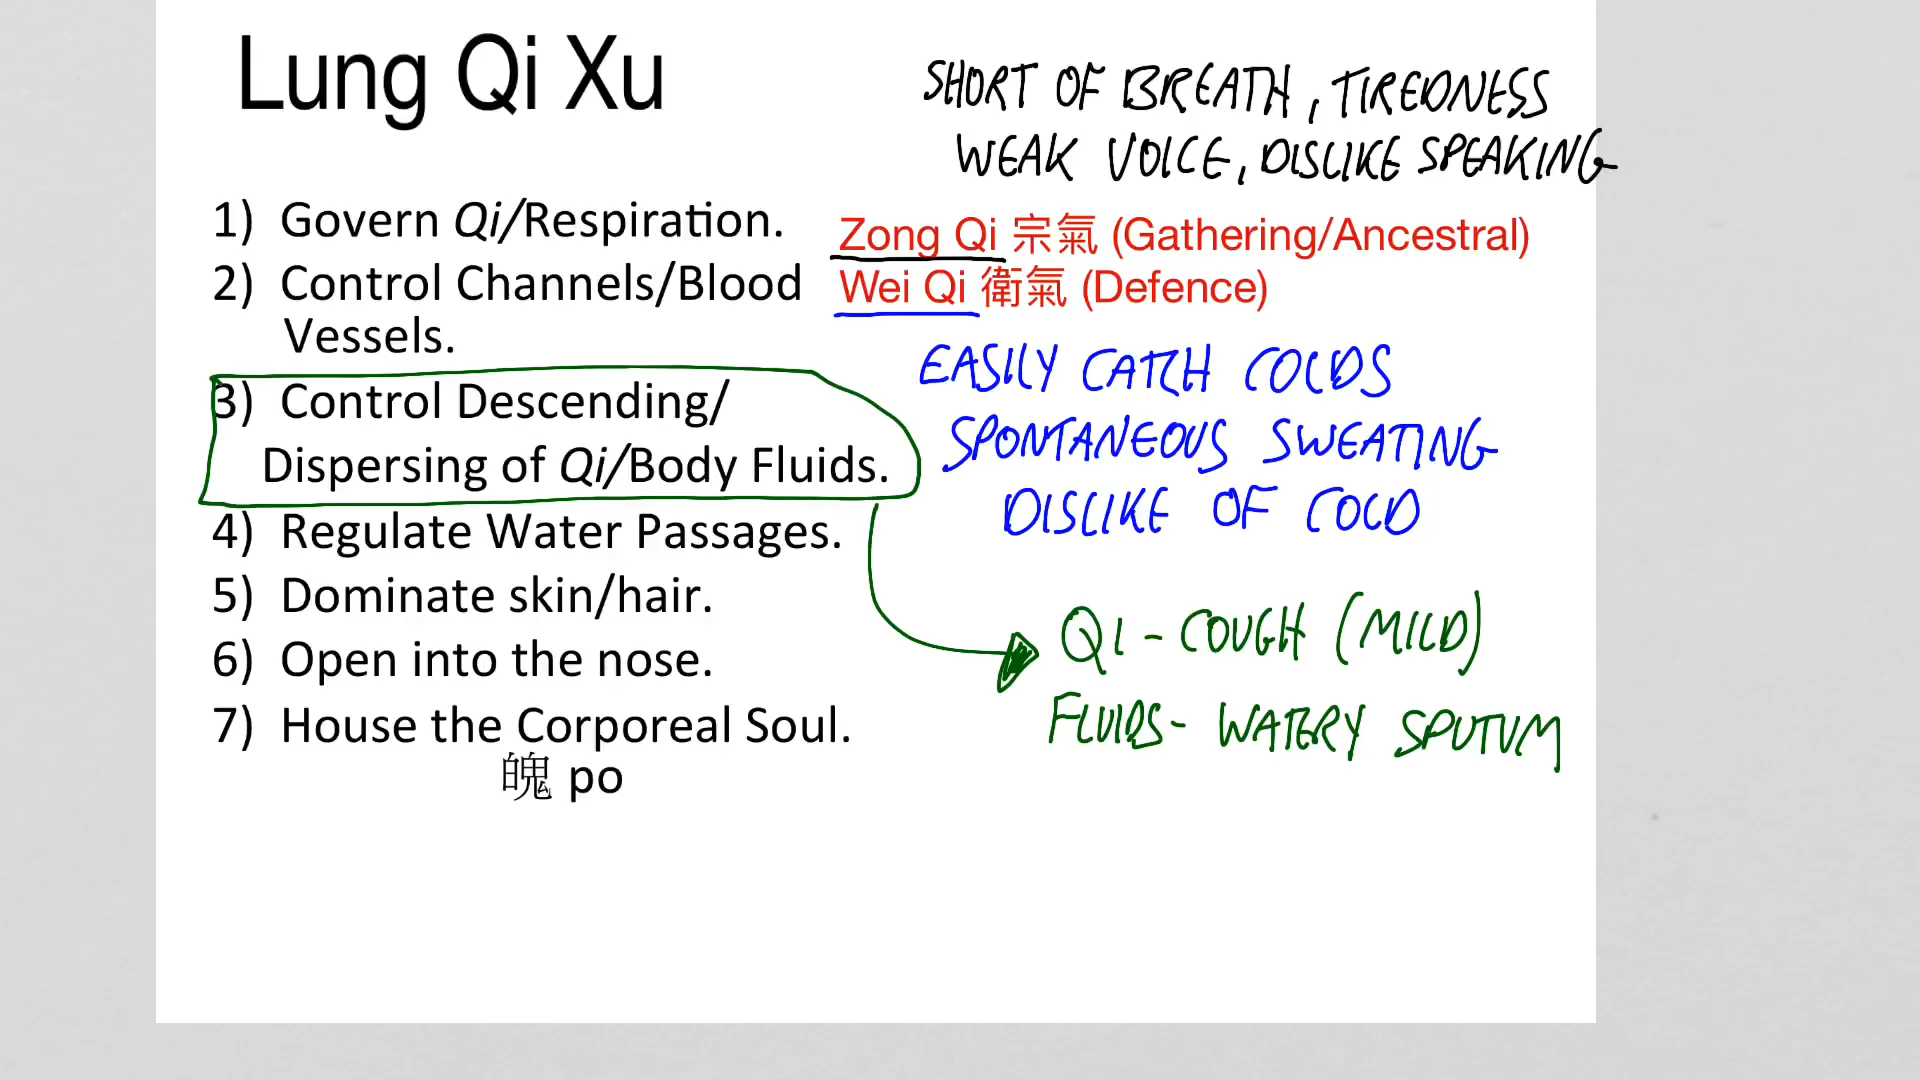 Lung Qi Xu
SHORT OF BREATH, TIREDNESS
WEAK VOICE, DISLIKE SPEAKING
1) Govern Qi/Respiration.
2) Control Channels/Blood
Vessels.
3) Control Descending/
Dispersing of Qi/Body Fluids.
4) Regulate Water Passages.
5) Dominate skin/hair.
6) Open into the nose.
7) House the Corporeal Soul.
魄 po
Zong Qi 宗氣 (Gathering/Ancestral)
Wei Qi 衛氣 (Defence)
EASILY CATCH COLDS
SPONTANEOUS SWEATING
DISLIKE OF COLD
QI - COUGH (MILD)
FLUIDS - WATERY SPUTUM